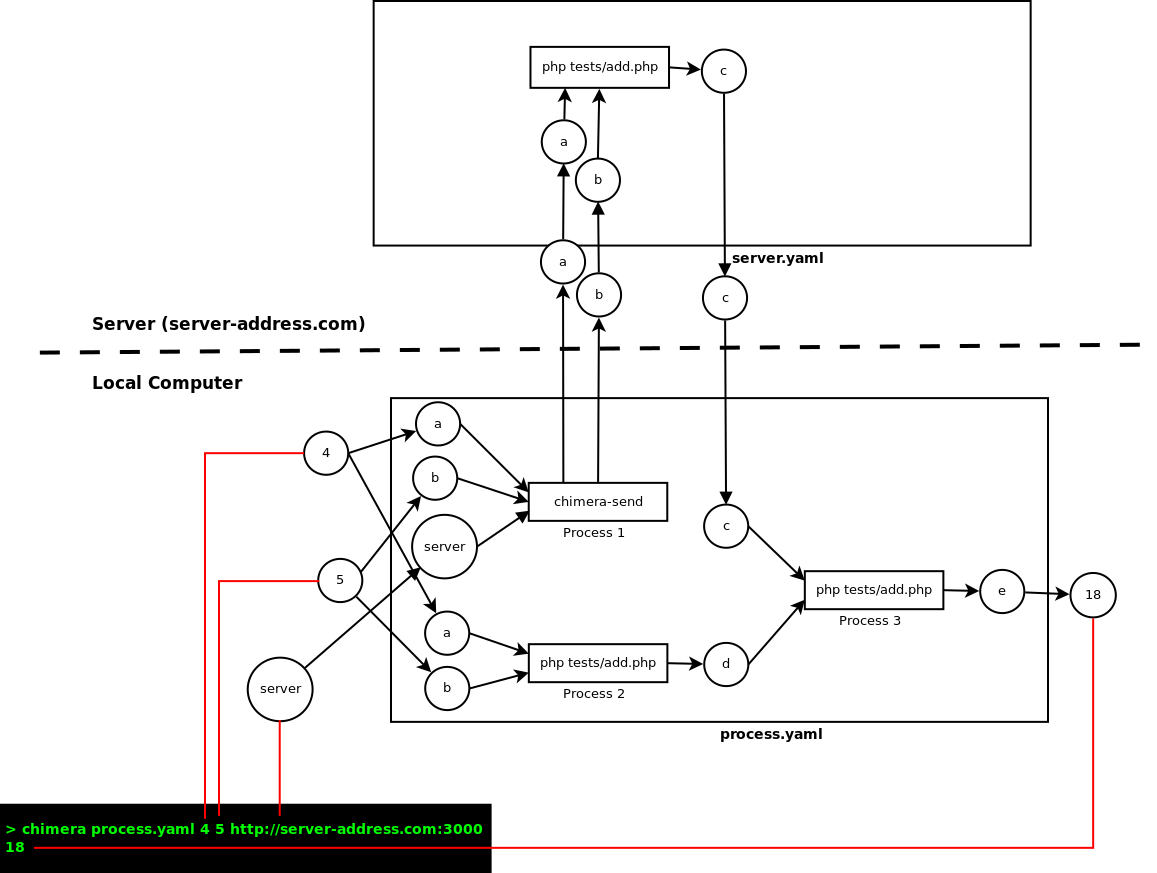 php tests/add.php
c
a
b
a
server.yaml
b
c
Server (server-address.com)
Local Computer
a
4
b
chimera-send
Process 1
c
server
5
php tests/add.php
e
18
Process 3
a
php tests/add.php
d
Process 2
server
b
process.yaml
> chimera process.yaml 4 5 http://server-address.com:3000
18